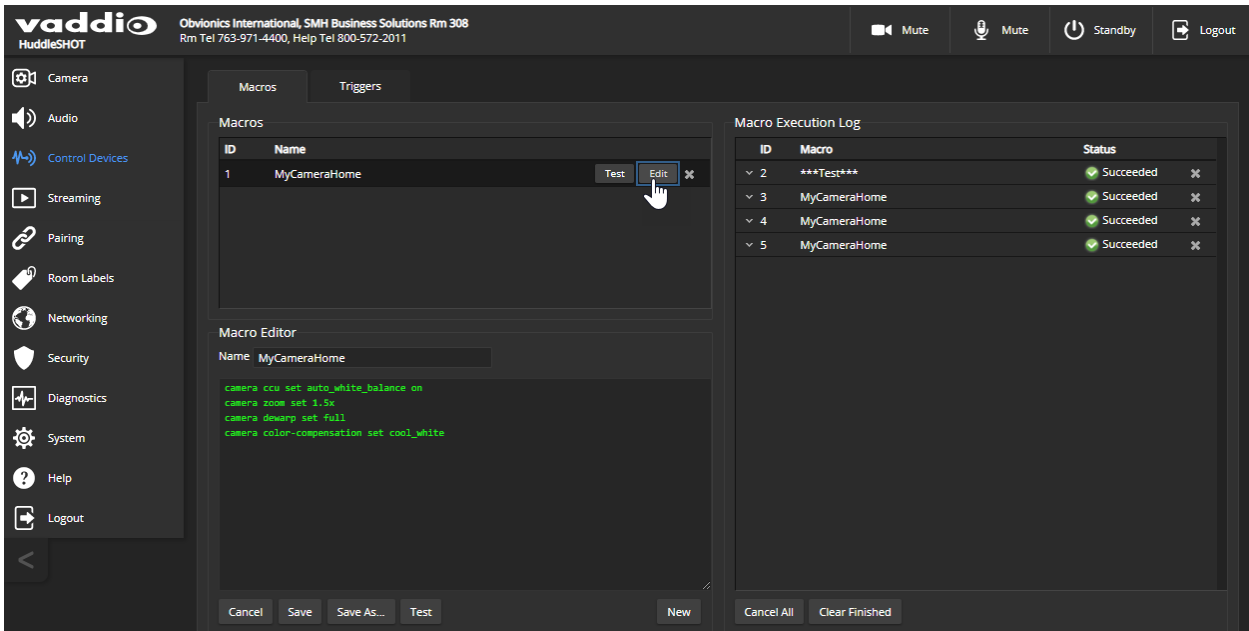 vaddio
HuddleSHOT
Obvionics International, SMH Business Solutions Rm 308
Rm Tel 763-971-4400, Help Tel 800-572-2011
Mute
Mute
Standby
Logout
Camera
Audio
Control Devices
Streaming
Pairing
Room Labels
Networking
Security
Diagnostics
System
Help
Logout
<
Macros
Triggers
Macros
ID Name
1 MyCameraHome Test Edit
Macro Editor
Name MyCameraHome
camera ccu set auto_white_balance on
camera zoom set 1.5x
camera dewarp set full
camera color-compensation set cool_white
Cancel Save Save As... Test New
Macro Execution Log
ID Macro Status
2 ***Test*** Succeeded
3 MyCameraHome Succeeded
4 MyCameraHome Succeeded
5 MyCameraHome Succeeded
Cancel All Clear Finished